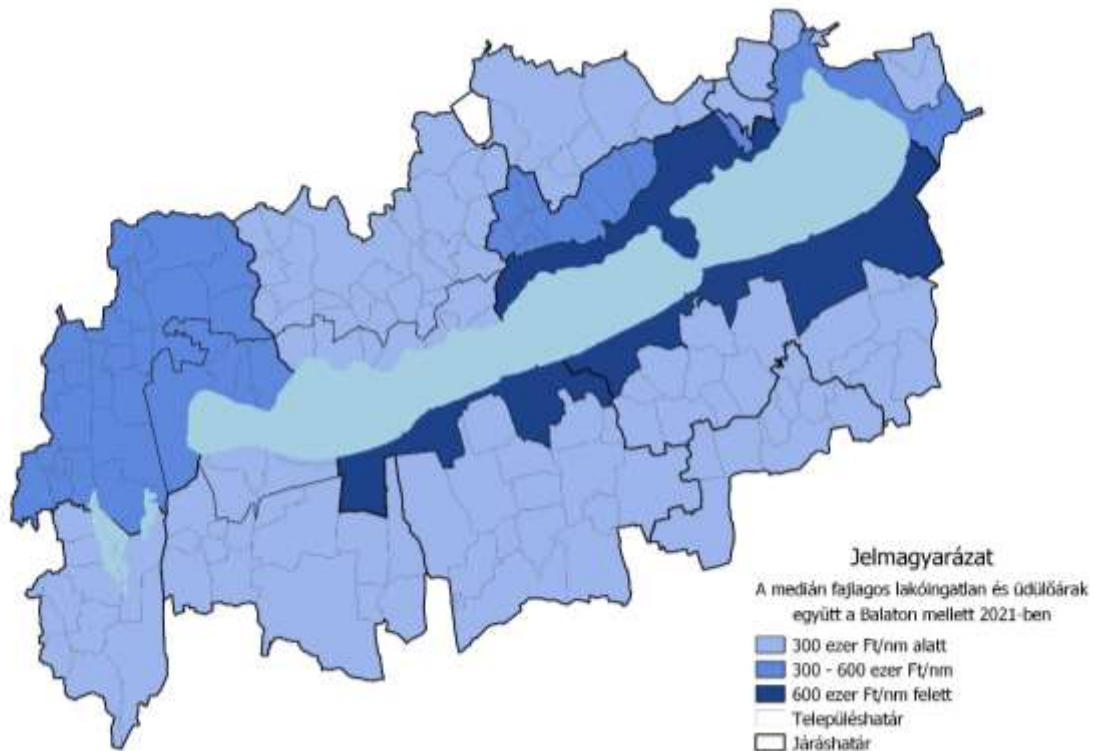 Jelmagyarázat
A medián fajlagos lakóingatlan és üdülőárak
együtt a Balaton mellett 2021-ben
300 ezer Ft/nm alatt
300 - 600 ezer Ft/nm
600 ezer Ft/nm felett
Településhatár
Járáshatár